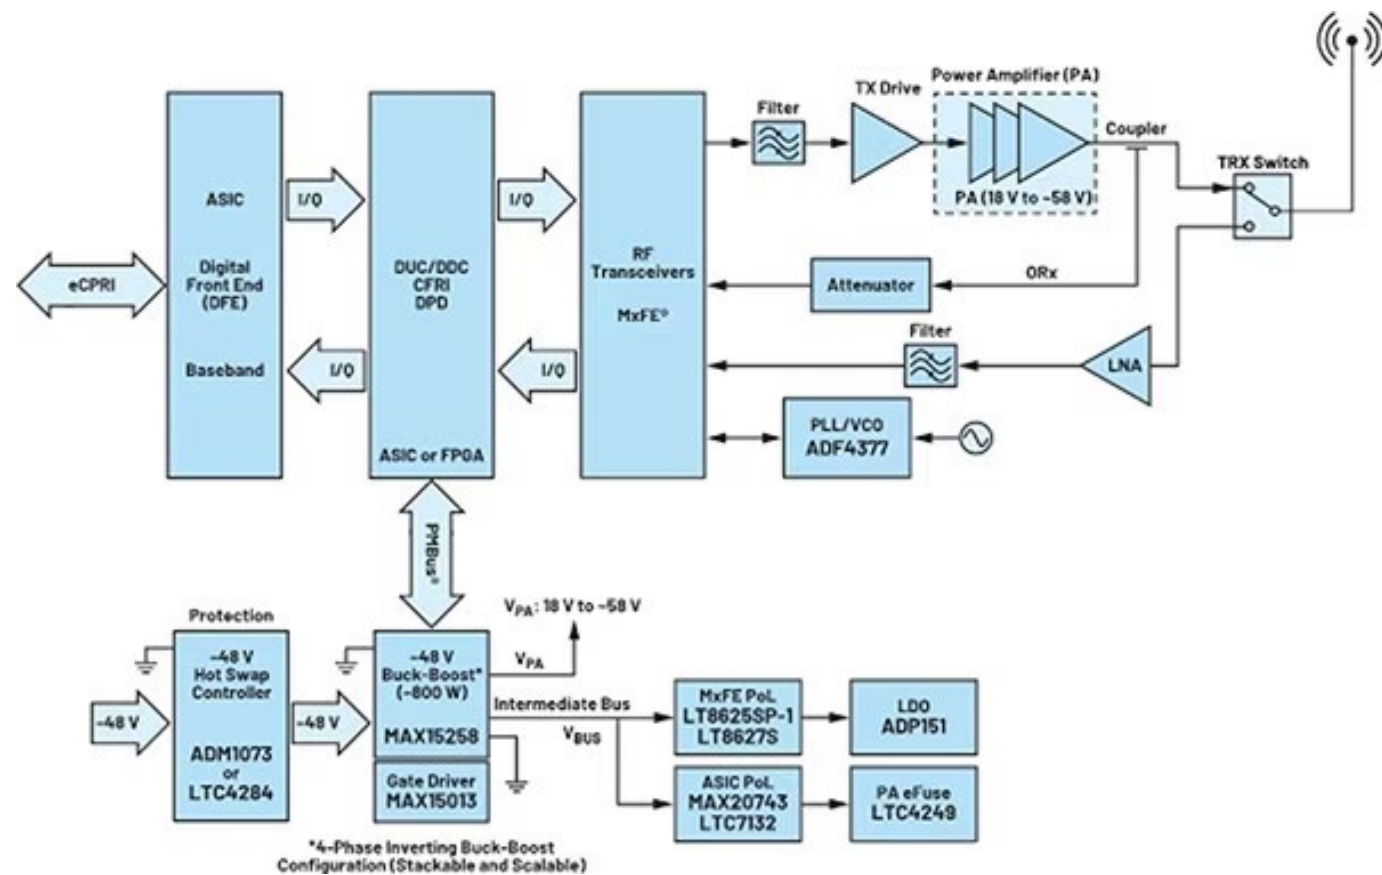 Power Amplifier (PA)
TX Drive
Filter
Coupler
TRX Switch
PA (18 V to ~58 V)
ASIC
Digital
Front End
(DFE)
Baseband
eCPRI
I/Q
I/Q
DUC/DDC
CFRI
DPD
ASIC or FPGA
I/Q
I/Q
RF
Transceivers
MxFE®
Attenuator
ORx
Filter
LNA
PLL/VCO
ADF4377
PMBus®
Protection
–48 V
–48 V
Hot Swap
Controller
ADM1073
or
LTC4284
–48 V
–48 V
Buck-Boost*
(~800 W)
MAX15258
Gate Driver
MAX15013
VPA: 18 V to ~58 V
VPA
Intermediate Bus
VBUS
MxFE PoL
LT8625SP-1
LT8627S
LDO
ADP151
ASIC PoL
MAX20743
LTC7132
PA eFuse
LTC4249
*4-Phase Inverting Buck-Boost
Configuration (Stackable and Scalable)